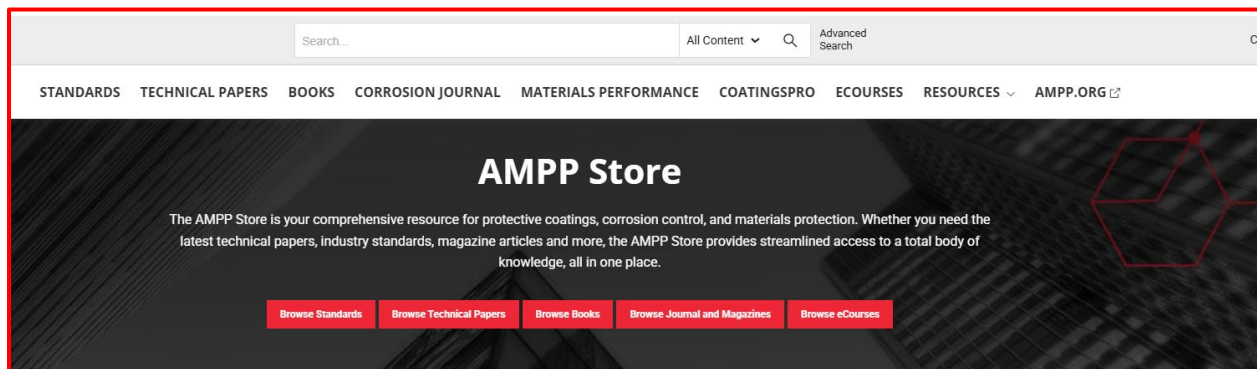 Search...
All Content
Advanced
Search
STANDARDS TECHNICAL PAPERS BOOKS CORROSION JOURNAL MATERIALS PERFORMANCE COATINGSPRO ECOURSES RESOURCES AMPP.ORG
AMPP Store
The AMPP Store is your comprehensive resource for protective coatings, corrosion control, and materials protection. Whether you need the
latest technical papers, industry standards, magazine articles and more, the AMPP Store provides streamlined access to a total body of
knowledge, all in one place.
Browse Standards Browse Technical Papers Browse Books Browse Journal and Magazines Browse eCourses